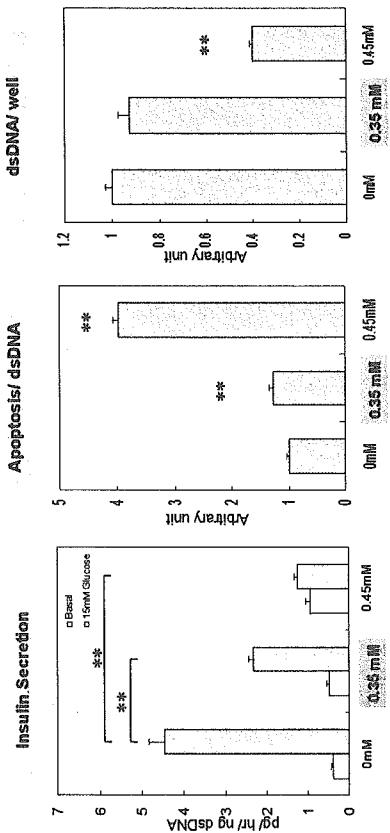 Insulin.Secretion
pg/ hr/ ng dsDNA
7
6
5
4
3
2
1
0
Basal
15mM Glucose
**
**
0mM
0.35 mM
0.45mM
Apoptosis/ dsDNA
Arbitrary unit
5
4
3
2
1
0
**
**
0mM
0.35 mM
0.45mM
dsDNA/ well
Arbitrary unit
1.2
1
0.8
0.6
0.4
0.2
0
**
0mM
0.35 mM
0.45mM